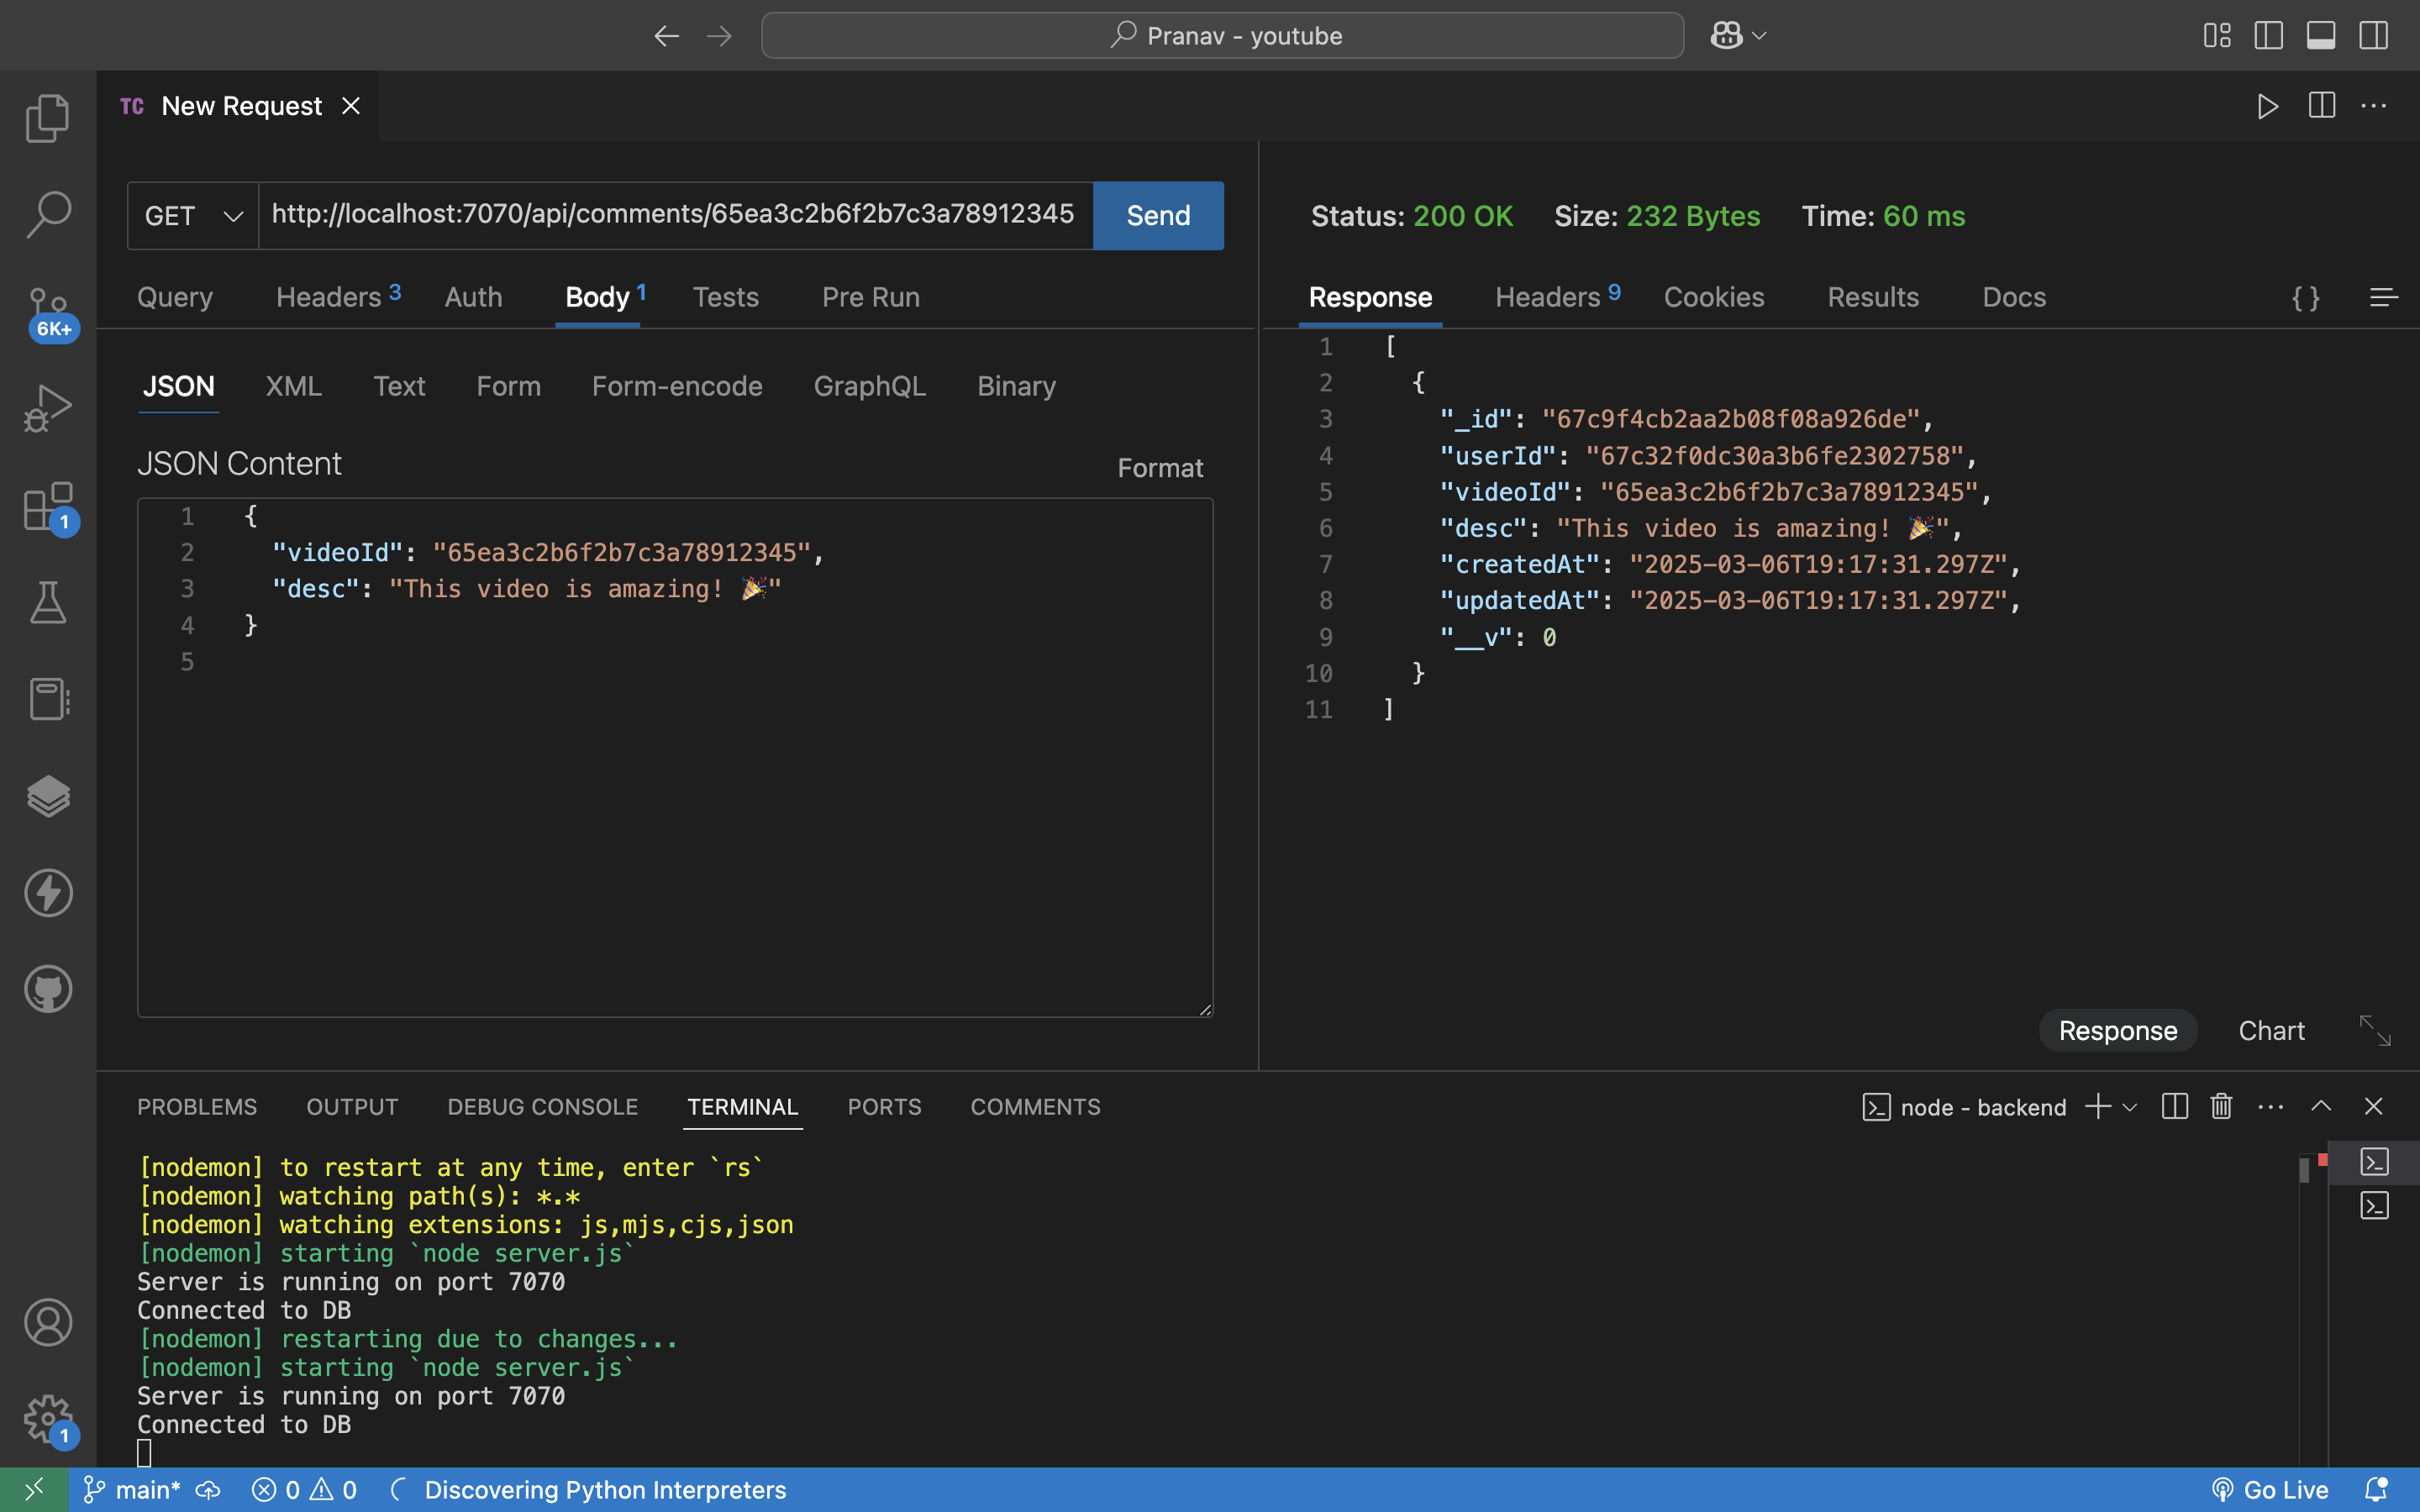 Pranav - youtube
TC New Request
GET http://localhost:7070/api/comments/65ea3c2b6f2b7c3a78912345 Send
Query Headers 3 Auth Body 1 Tests Pre Run
JSON XML Text Form Form-encode GraphQL Binary
JSON Content Format
1 {
2 "videoId": "65ea3c2b6f2b7c3a78912345",
3 "desc": "This video is amazing! 🎉"
4 }
5
Status: 200 OK Size: 232 Bytes Time: 60 ms
Response Headers 9 Cookies Results Docs { }
1 [
2 {
3 "_id": "67c9f4cb2aa2b08f08a926de",
4 "userId": "67c32f0dc30a3b6fe2302758",
5 "videoId": "65ea3c2b6f2b7c3a78912345",
6 "desc": "This video is amazing! 🎉",
7 "createdAt": "2025-03-06T19:17:31.297Z",
8 "updatedAt": "2025-03-06T19:17:31.297Z",
9 "__v": 0
10 }
11 ]
Response Chart
6K+
1
1
PROBLEMS OUTPUT DEBUG CONSOLE TERMINAL PORTS COMMENTS node - backend
[nodemon] to restart at any time, enter `rs`
[nodemon] watching path(s): *.*
[nodemon] watching extensions: js,mjs,cjs,json
[nodemon] starting `node server.js`
Server is running on port 7070
Connected to DB
[nodemon] restarting due to changes...
[nodemon] starting `node server.js`
Server is running on port 7070
Connected to DB
main* 0 0 Discovering Python Interpreters Go Live